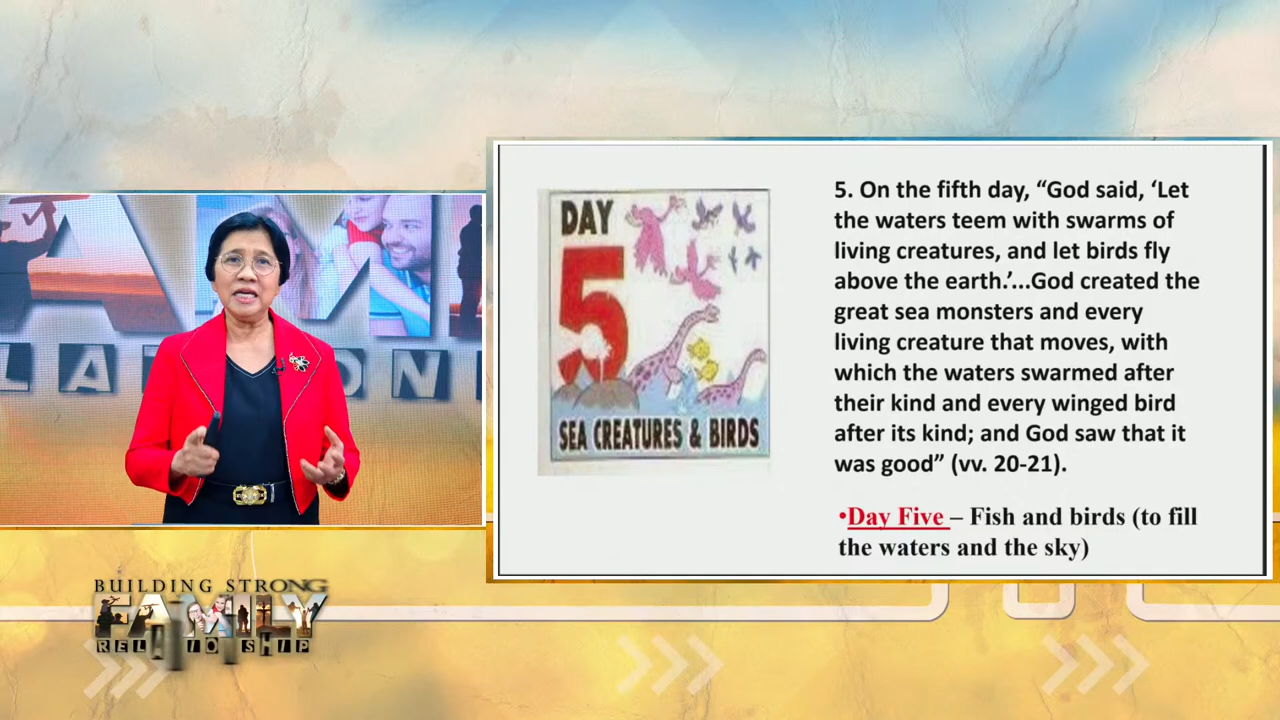 5. On the fifth day, “God said, ‘Let
the waters teem with swarms of
living creatures, and let birds fly
above the earth.’...God created the
great sea monsters and every
living creature that moves, with
which the waters swarmed after
their kind and every winged bird
after its kind; and God saw that it
was good” (vv. 20-21).
•Day Five – Fish and birds (to fill
the waters and the sky)
DAY
5
SEA CREATURES & BIRDS
BUILDING STRONG
FAMILY
RELATIONSHIP